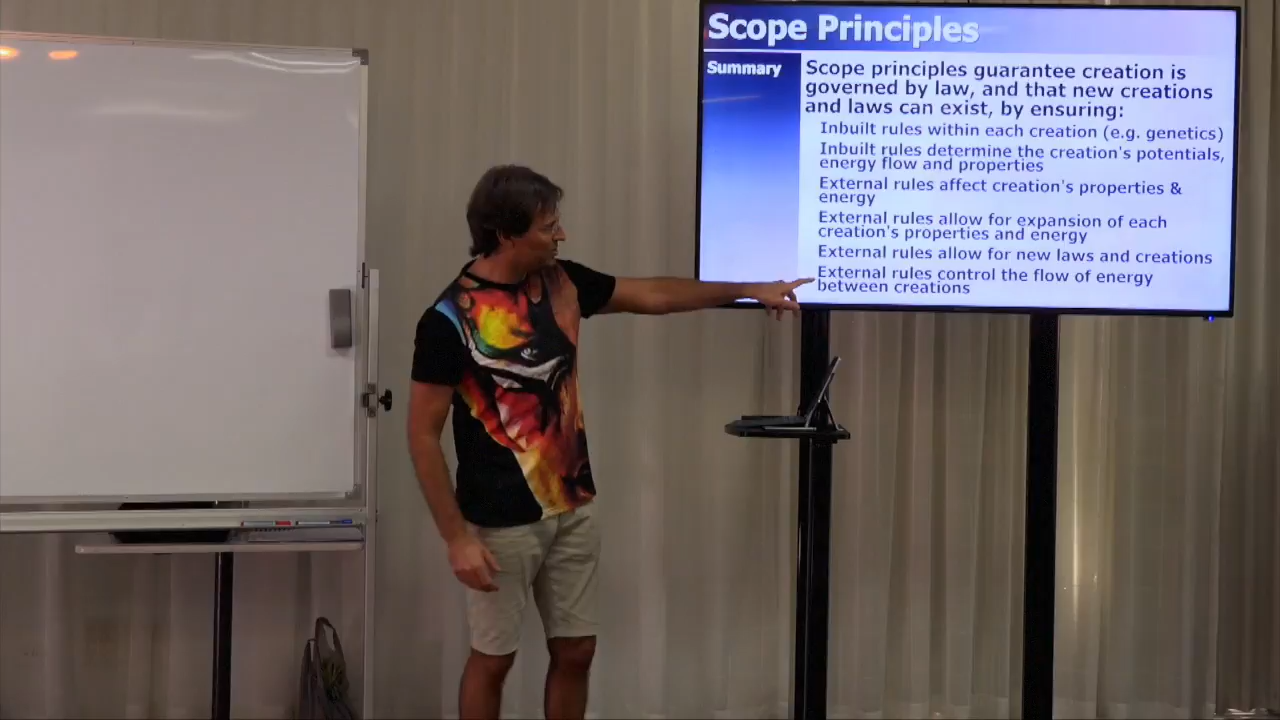 Scope Principles
Summary
Scope principles guarantee creation is
governed by law, and that new creations
and laws can exist, by ensuring:
Inbuilt rules within each creation (e.g. genetics)
Inbuilt rules determine the creation's potentials,
energy flow and properties
External rules affect creation's properties &
energy
External rules allow for expansion of each
creation's properties and energy
External rules allow for new laws and creations
External rules control the flow of energy
between creations